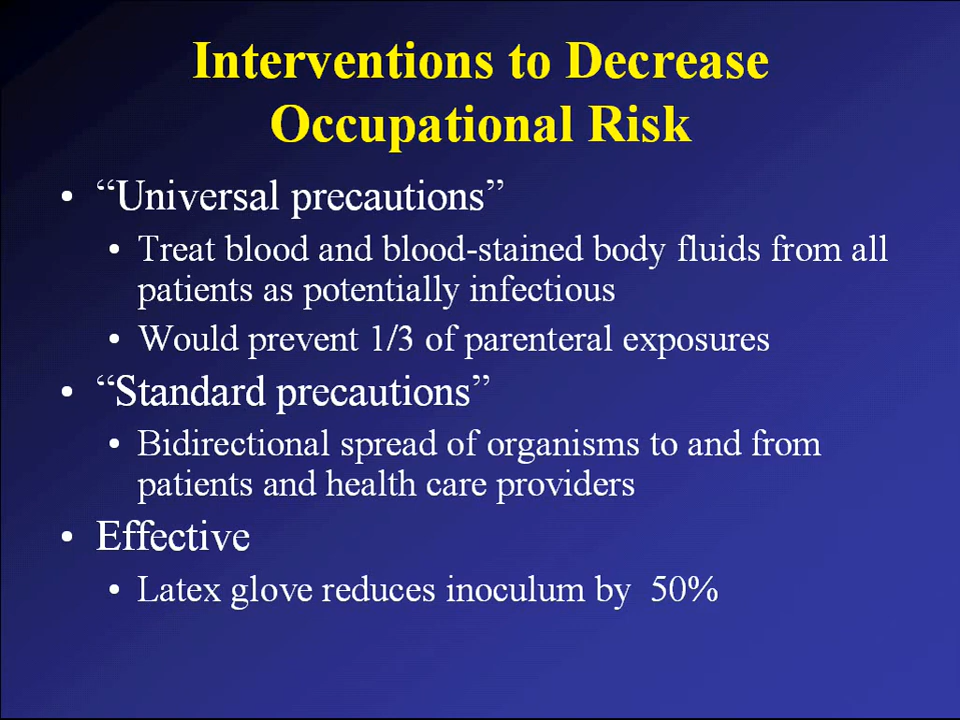 Interventions to Decrease
Occupational Risk
• “Universal precautions”
• Treat blood and blood-stained body fluids from all
patients as potentially infectious
• Would prevent 1/3 of parenteral exposures
• “Standard precautions”
• Bidirectional spread of organisms to and from
patients and health care providers
• Effective
• Latex glove reduces inoculum by 50%